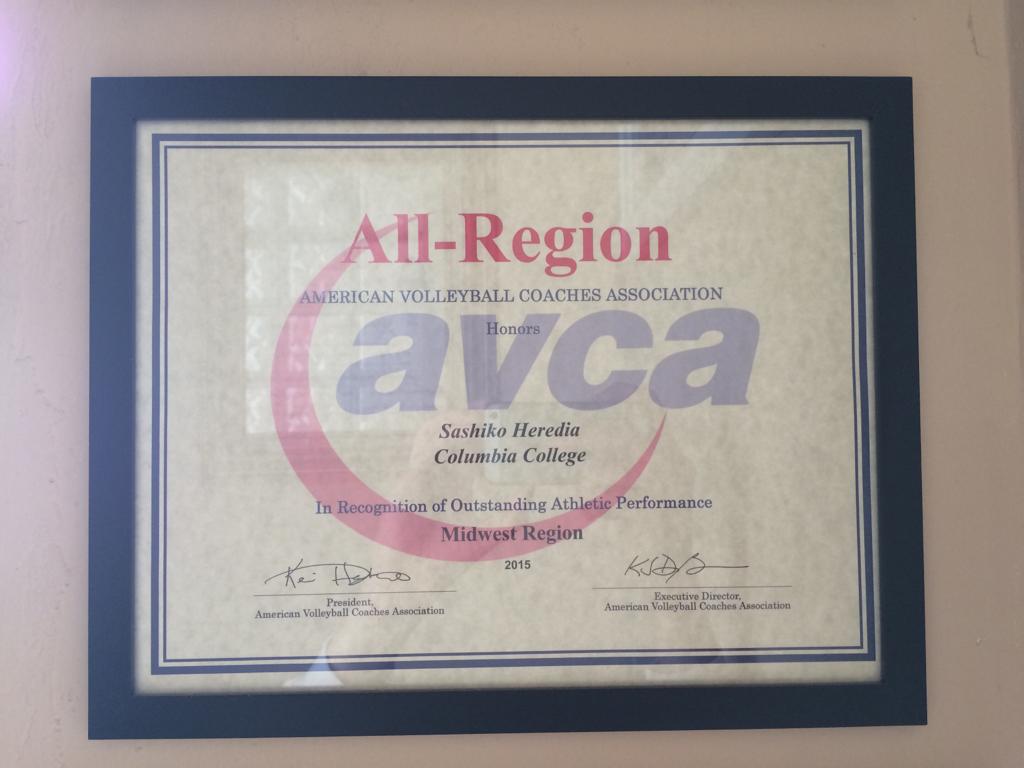 All-Region
AMERICAN VOLLEYBALL COACHES ASSOCIATION
Honors
avca
Sashiko Heredia
Columbia College
In Recognition of Outstanding Athletic Performance
Midwest Region
2015
President,
American Volleyball Coaches Association
Executive Director,
American Volleyball Coaches Association